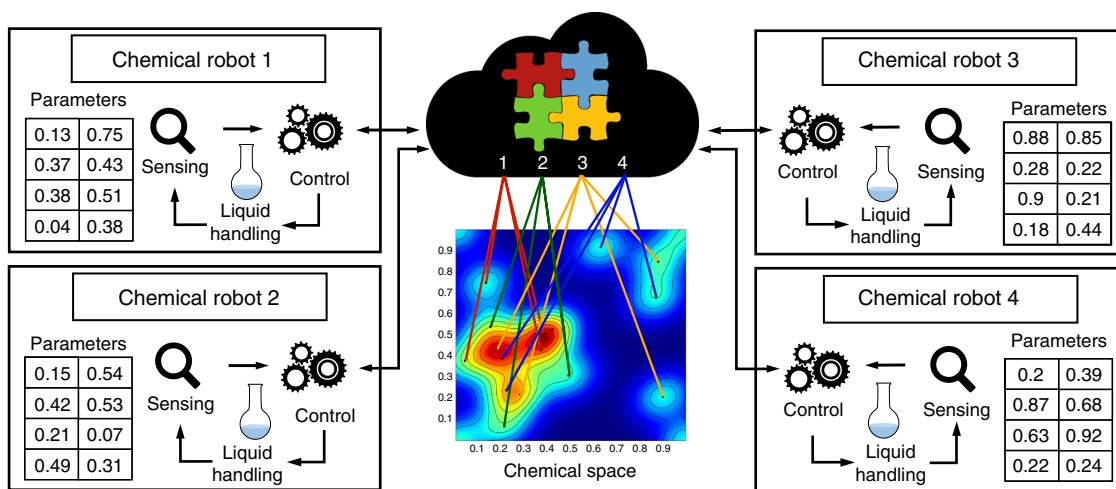 Chemical robot 1
Parameters
0.13 0.75
0.37 0.43
0.38 0.51
0.04 0.38
Sensing
Control
Liquid
handling
Chemical robot 2
Parameters
0.15 0.54
0.42 0.53
0.21 0.07
0.49 0.31
Sensing
Control
Liquid
handling
1 2 3 4
0.9
0.8
0.7
0.6
0.5
0.4
0.3
0.2
0.1
0.1 0.2 0.3 0.4 0.5 0.6 0.7 0.8 0.9
Chemical space
Chemical robot 3
Parameters
0.88 0.85
0.28 0.22
0.9 0.21
0.18 0.44
Control
Sensing
Liquid
handling
Chemical robot 4
Parameters
0.2 0.39
0.87 0.68
0.63 0.92
0.22 0.24
Control
Sensing
Liquid
handling